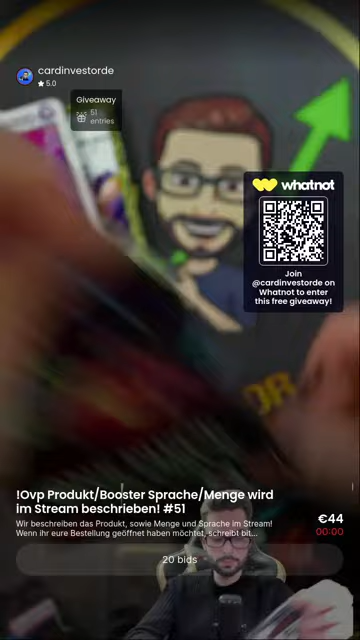 cardinvestorde
★ 5.0
Giveaway
51
entries
whatnot
Join
@cardinvestorde on
Whatnot to enter
this free giveaway!
OR
!Ovp Produkt/Booster Sprache/Menge wird
im Stream beschrieben! #51
Wir beschreiben das Produkt, sowie Menge und Sprache im Stream!
Wenn ihr eure Bestellung geöffnet haben möchtet, schreibt bit...
€44
00:00
20 bids